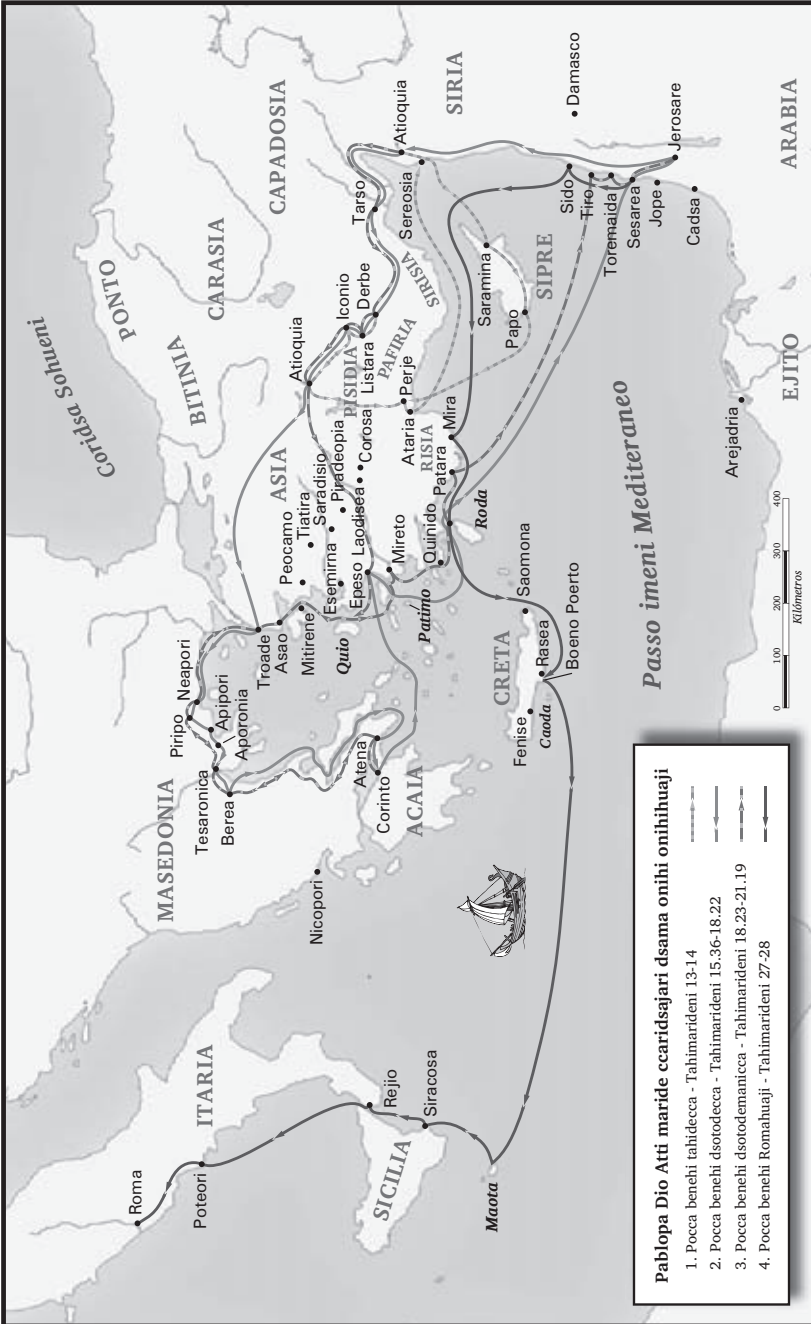 Coridsa Sohueni
PONTO
BITINIA
CARASIA
CAPADOSIA
SIRIA
ARABIA
EJITO
MASEDONIA
ITARIA
SICILIA
ACAIA
ASIA
PISIDIA
PAFIRIA
SIRISIA
RISIA
SIPRE
CRETA
Passo imeni Mediteraneo
Roma
Poteori
Rejio
Siracosa
Maota
Nicopori
Tesaronica
Berea
Piripo
Neapori
Apipori
Aporonia
Atena
Corinto
Troade
Asao
Mitirene
Quio
Peocamo
Tiatira
Saradisio
Esemirna
Piradeopia
Epeso
Laodisea
Corosa
Mireto
Patimo
Quinido
Roda
Patara
Mira
Ataria
Perje
Atioquia
Iconio
Listara
Derbe
Tarso
Atioquia
Sereosia
Saramina
Papo
Damasco
Sido
Tiro
Toremaida
Sesarea
Jope
Jerosare
Cadsa
Arejadria
Saomona
Rasea
Boeno Poerto
Fenise
Caoda
0 100 200 300 400
Kilómetros
Pablopa Dio Atti maride ccaridsajari dsama onihi onihihuaji
1. Pocca benehi tahidecca - Tahimarideni 13-14
2. Pocca benehi dsotodecca - Tahimarideni 15.36-18.22
3. Pocca benehi dsotodemanicca - Tahimarideni 18.23-21.19
4. Pocca benehi Romahuaji - Tahimarideni 27-28